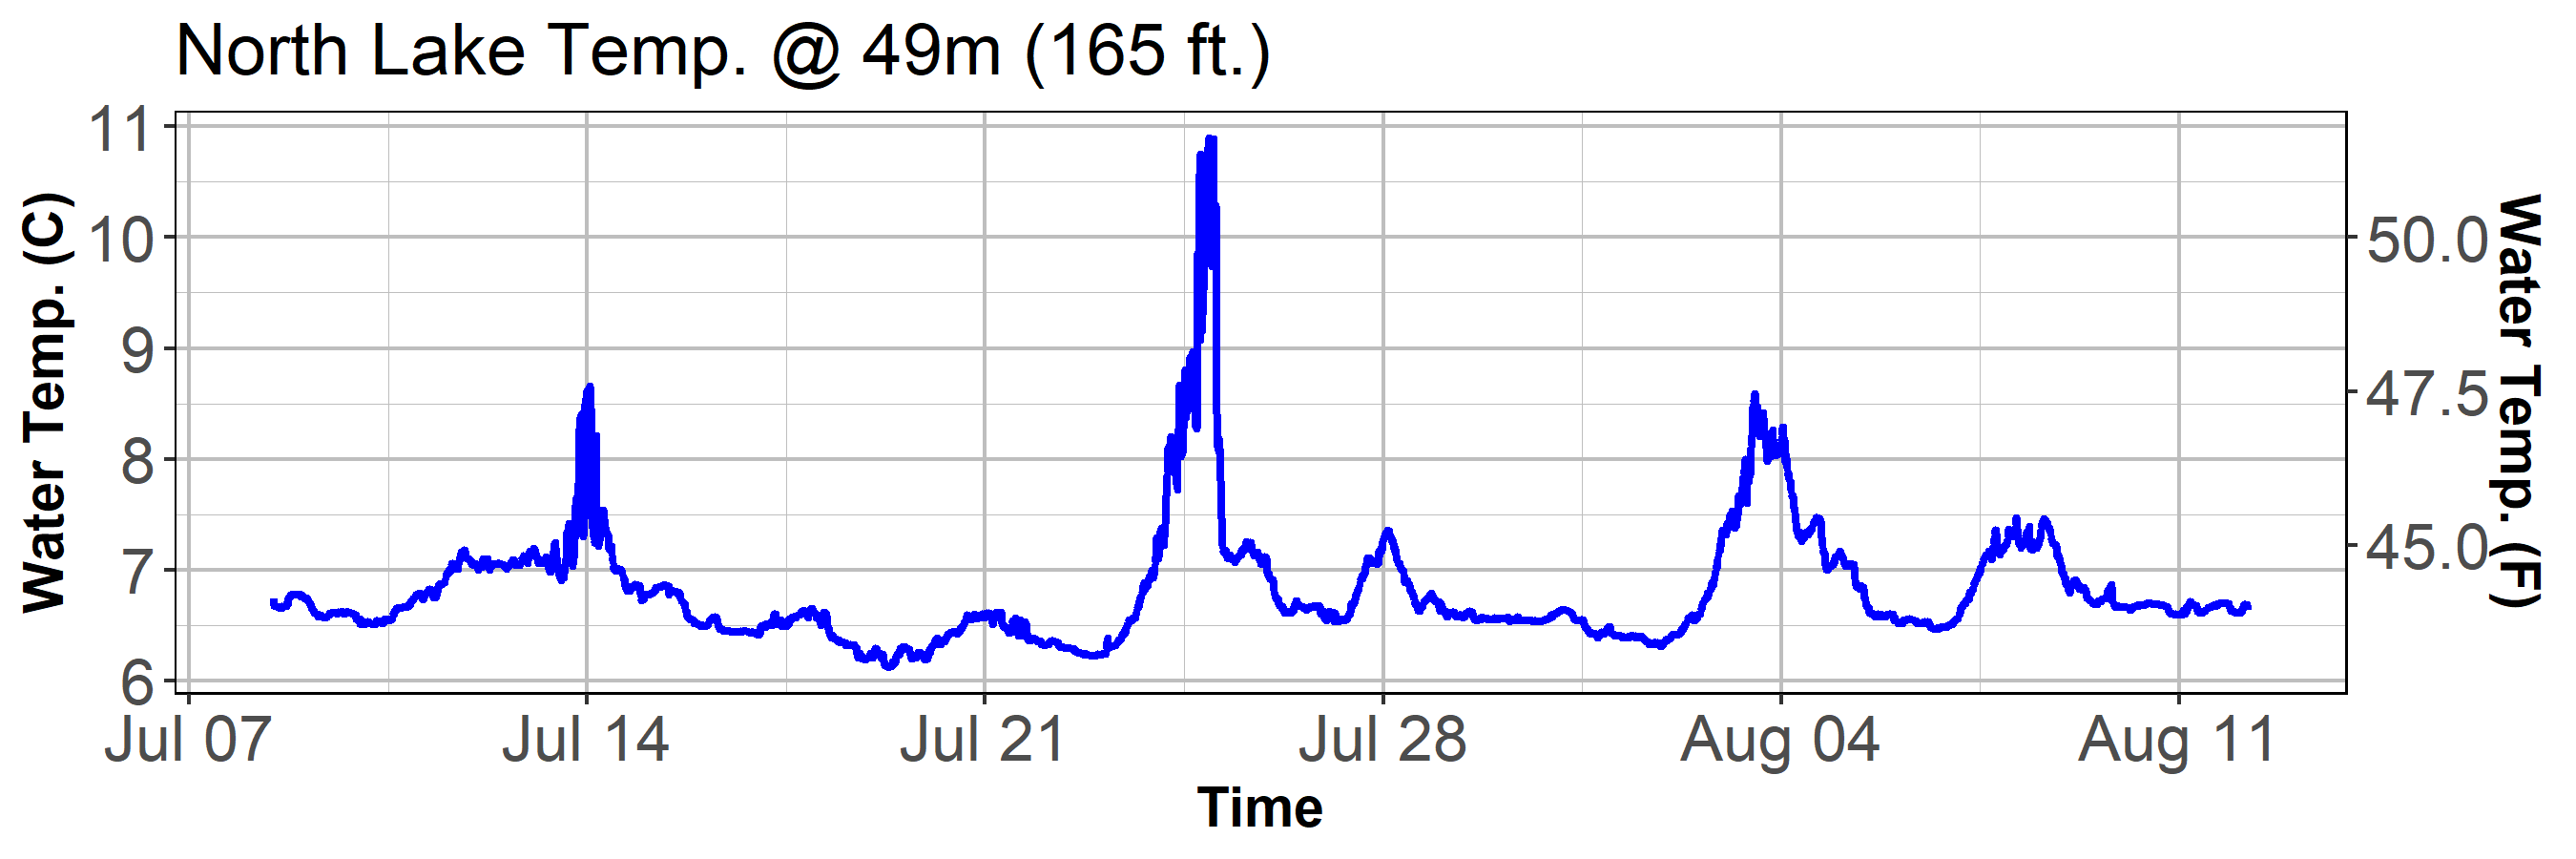 North Lake Temp. @ 49m (165 ft.)
Water Temp. (C)
11
10
9
8
7
6
50.0
47.5
45.0
Water Temp. (F)
Jul 07 Jul 14 Jul 21 Jul 28 Aug 04 Aug 11
Time